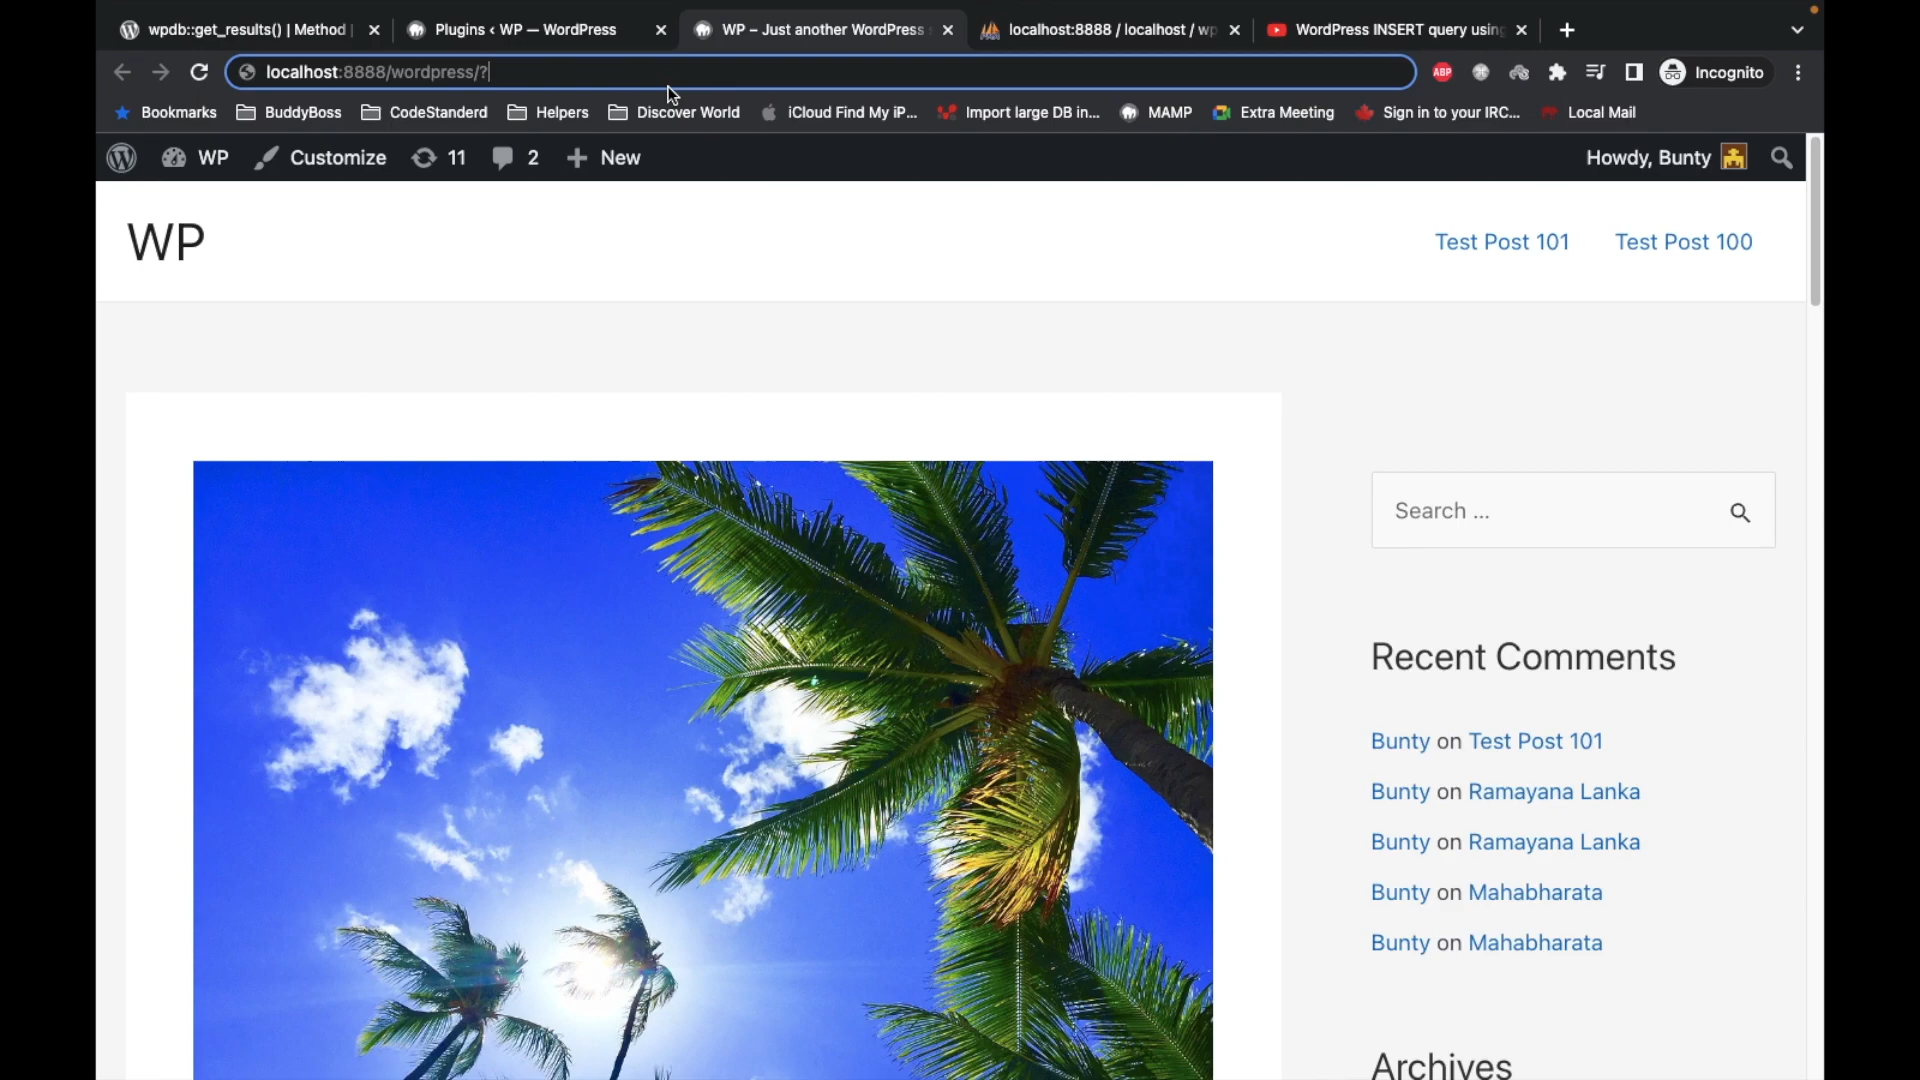 wpdb::get_results() | Method
Plugins ‹ WP — WordPress
WP – Just another WordPress
localhost:8888 / localhost / wp
WordPress INSERT query using
localhost:8888/wordpress/?
ABP
Incognito
Bookmarks
BuddyBoss
CodeStanderd
Helpers
Discover World
iCloud Find My iP...
Import large DB in...
MAMP
Extra Meeting
Sign in to your IRC...
Local Mail
WP
Customize
11
2
New
Howdy, Bunty
WP
Test Post 101
Test Post 100
Search ...
Recent Comments
Bunty on Test Post 101
Bunty on Ramayana Lanka
Bunty on Ramayana Lanka
Bunty on Mahabharata
Bunty on Mahabharata
Archives